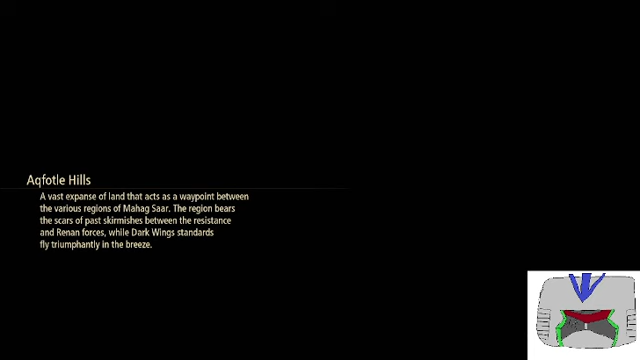 Aqfotle Hills
A vast expanse of land that acts as a waypoint between
the various regions of Mahag Saar. The region bears
the scars of past skirmishes between the resistance
and Renan forces, while Dark Wings standards
fly triumphantly in the breeze.